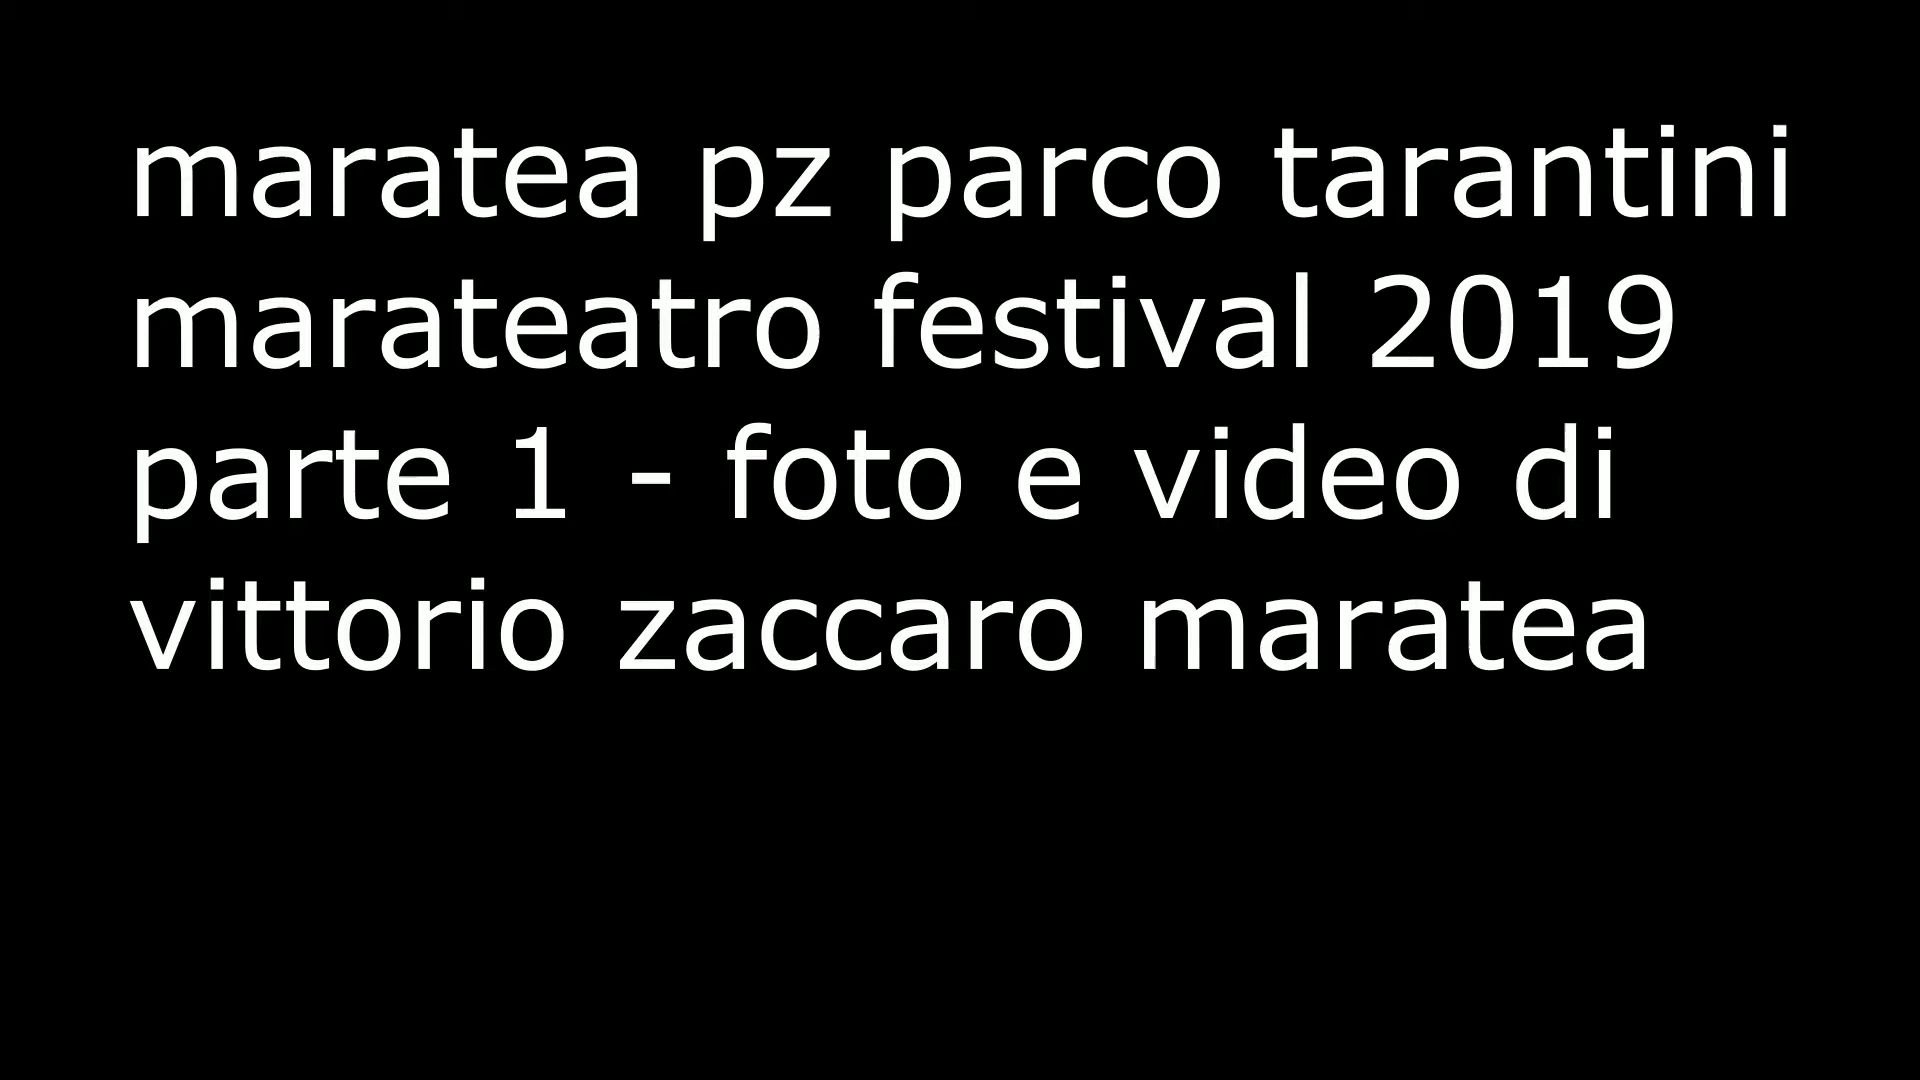 maratea pz parco tarantini
marateatro festival 2019
parte 1 - foto e video di
vittorio zaccaro maratea